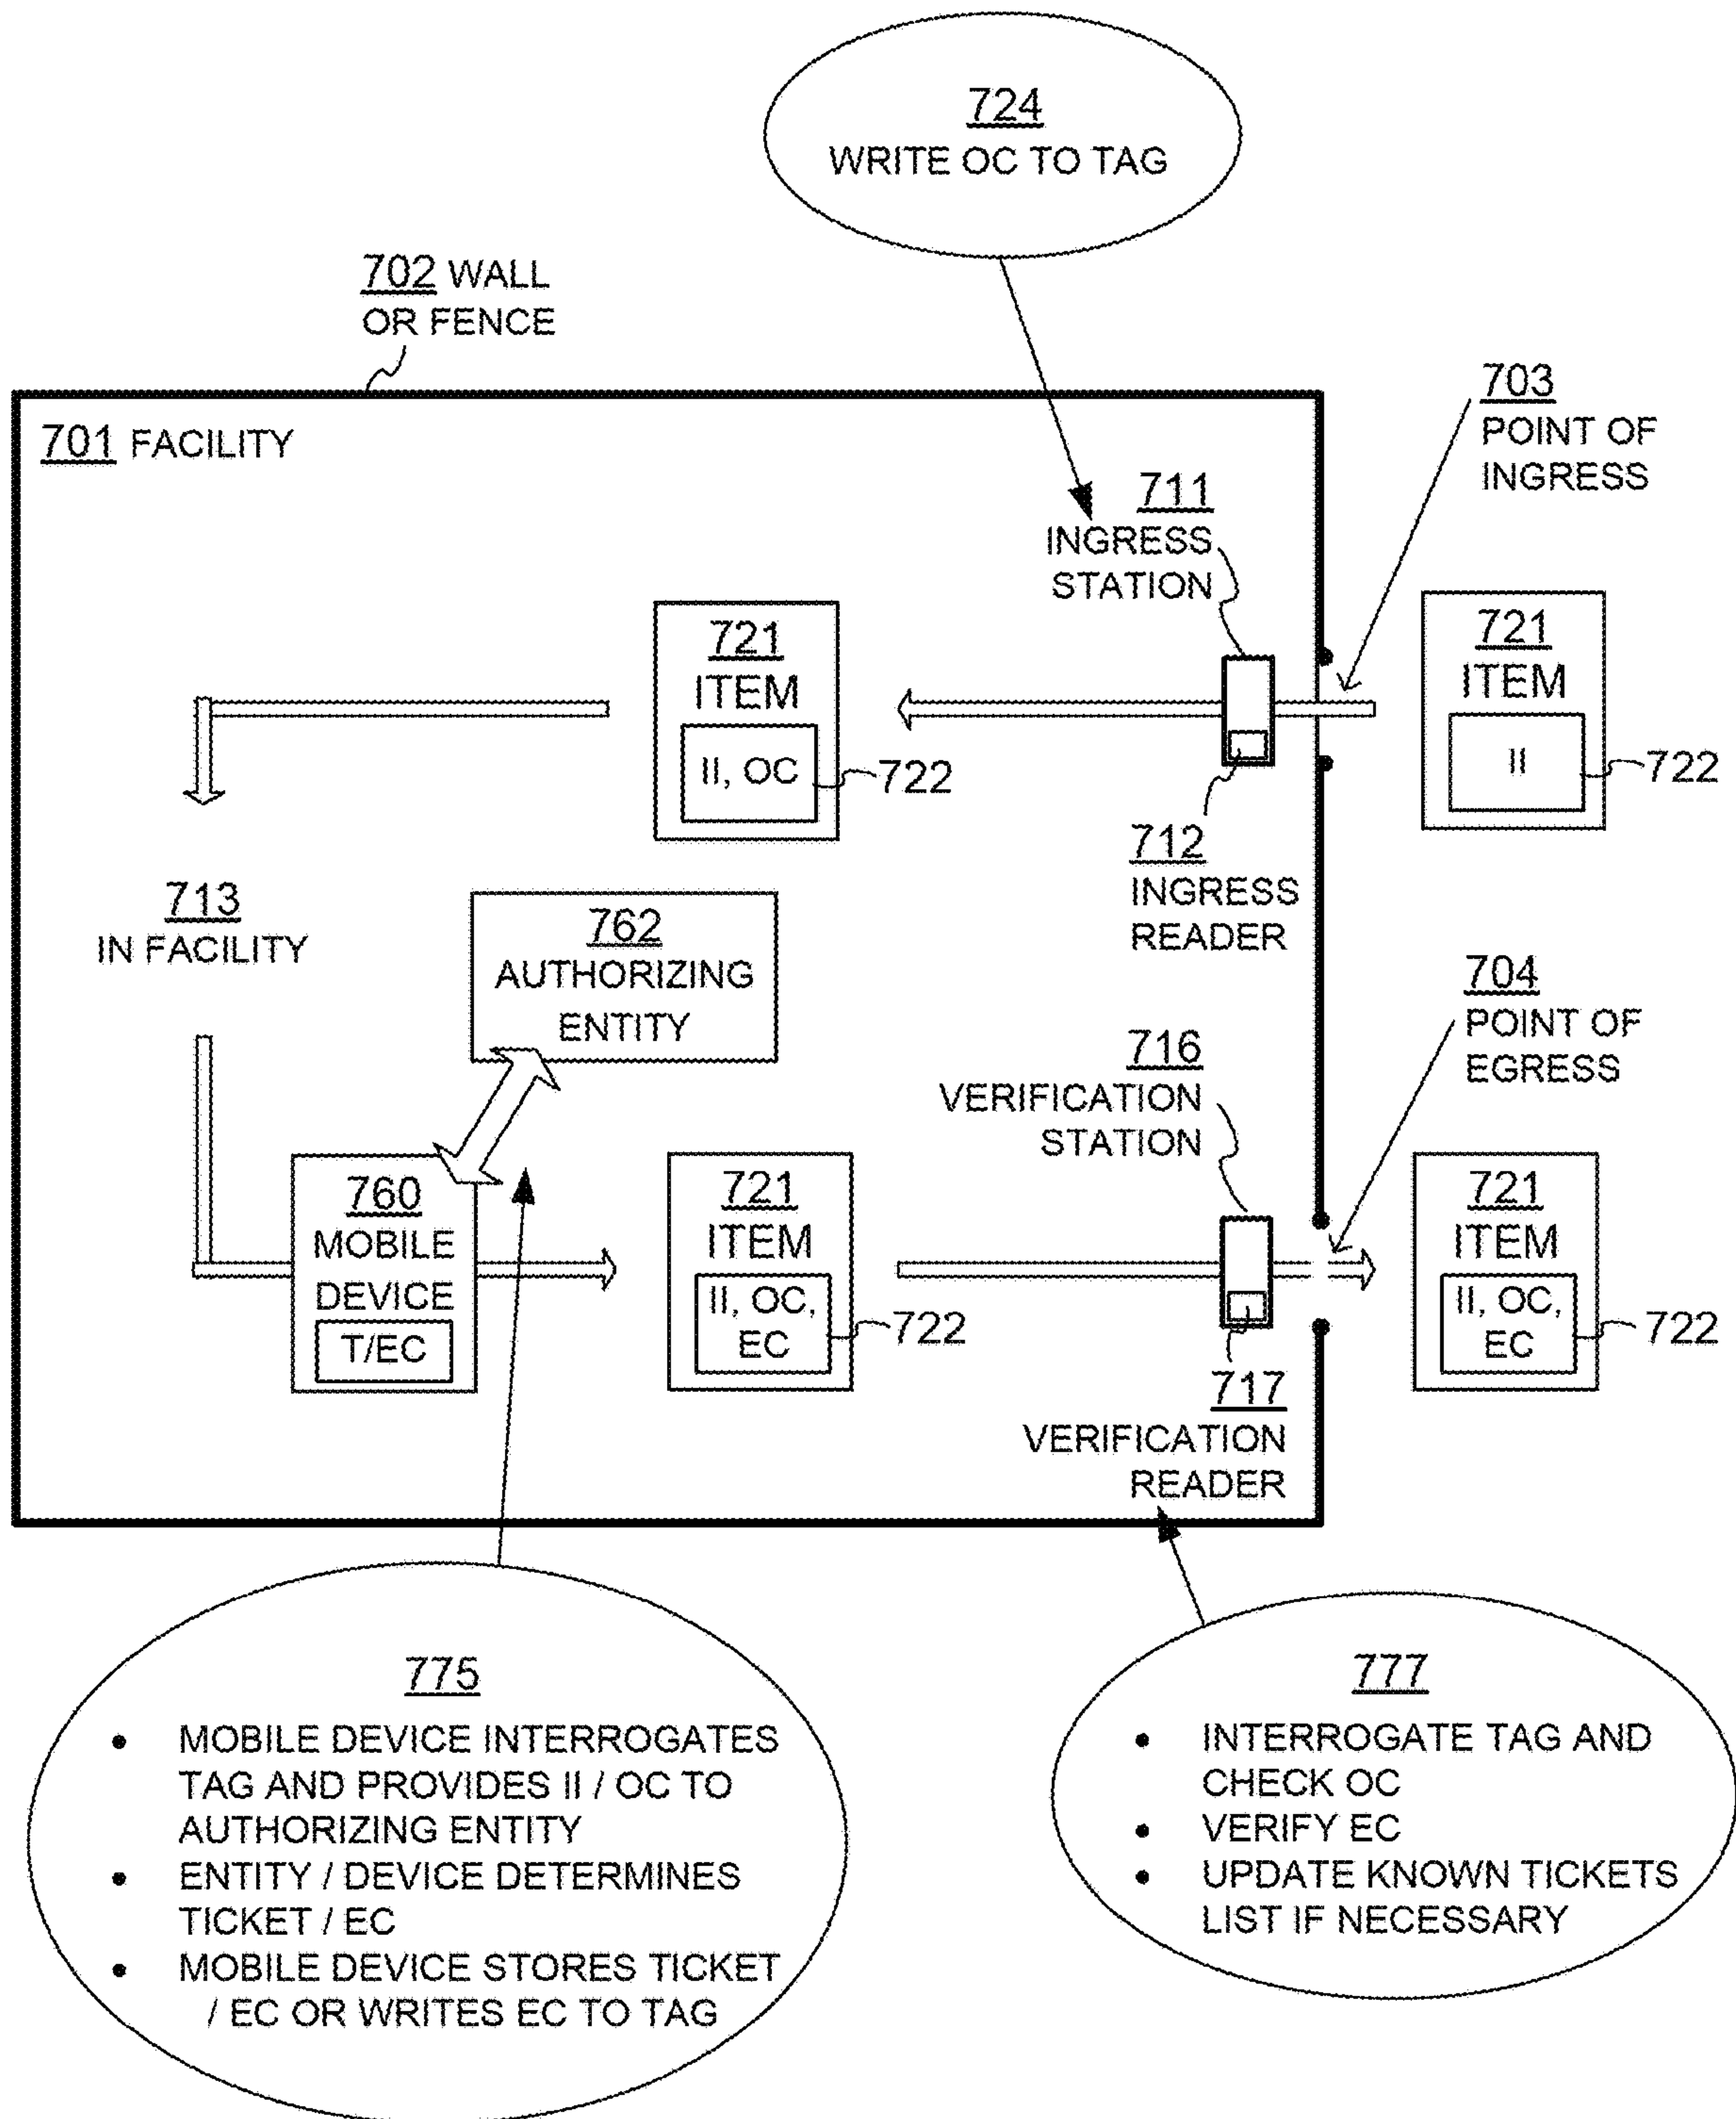 724
WRITE OC TO TAG
702 WALL
OR FENCE
703
POINT OF
INGRESS
701 FACILITY
711
INGRESS
STATION
721
ITEM
II, OC
722
721
ITEM
II
722
712
INGRESS
READER
713
IN FACILITY
762
AUTHORIZING
ENTITY
704
POINT OF
EGRESS
716
VERIFICATION
STATION
760
MOBILE
DEVICE
T/EC
721
ITEM
II, OC,
EC
722
721
ITEM
II, OC,
EC
722
717
VERIFICATION
READER
775
• MOBILE DEVICE INTERROGATES
TAG AND PROVIDES II / OC TO
AUTHORIZING ENTITY
• ENTITY / DEVICE DETERMINES
TICKET / EC
• MOBILE DEVICE STORES TICKET
/ EC OR WRITES EC TO TAG
777
• INTERROGATE TAG AND
CHECK OC
• VERIFY EC
• UPDATE KNOWN TICKETS
LIST IF NECESSARY